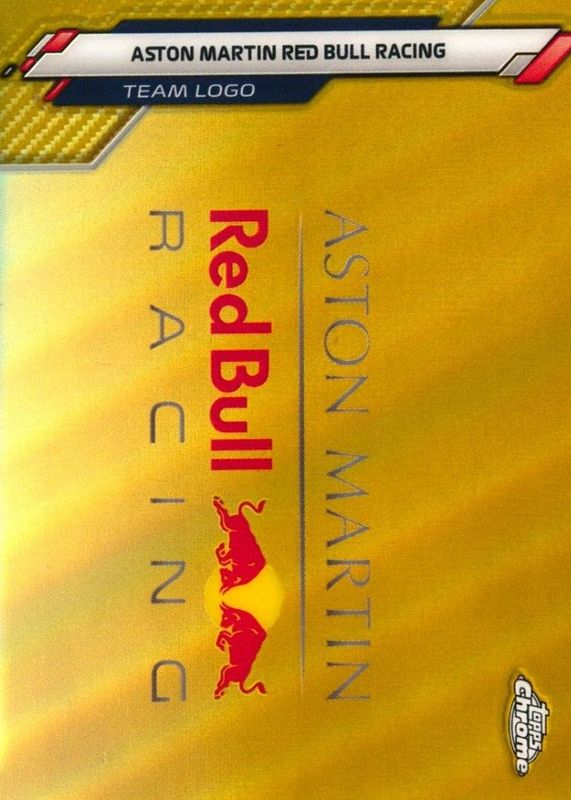 ASTON MARTIN RED BULL RACING
TEAM LOGO
ASTON MARTIN
Red Bull
RACING
Topps
Chrome